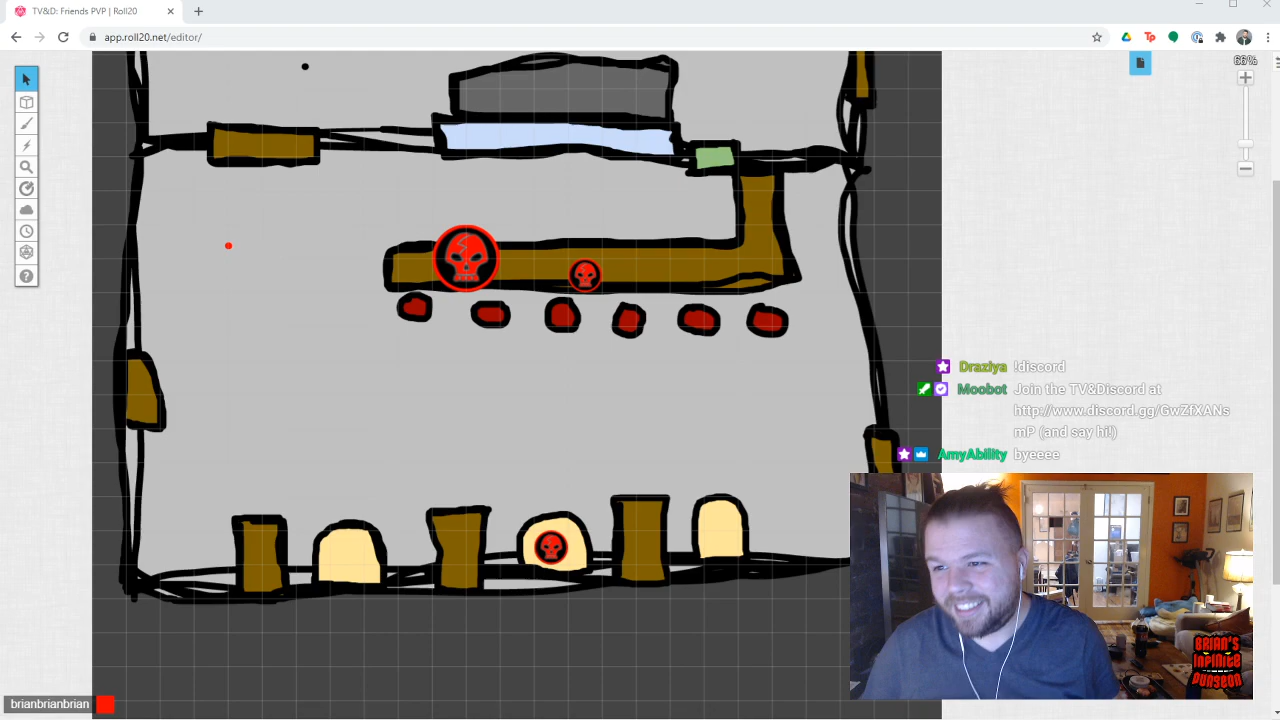 TV&D: Friends PVP | Roll20
app.roll20.net/editor/
Tp
66%
Draziya !discord
Moobot Join the TV&Discord at
http://www.discord.gg/GwZfXANs
mP (and say hi!)
AmyAbility byeeee
BRIAN'S
INFINITE
DUNGEON
brianbrianbrian